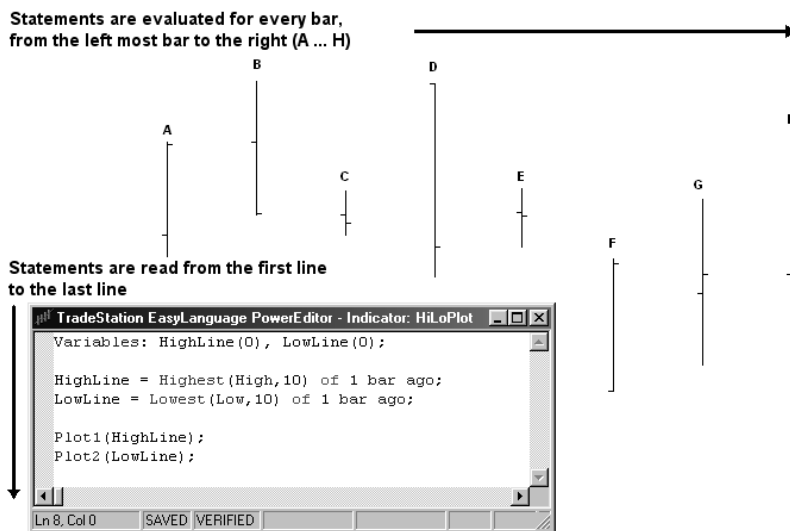 Statements are evaluated for every bar,
from the left most bar to the right (A ... H)
A
B
C
D
E
F
G
Statements are read from the first line
to the last line
TradeStation EasyLanguage PowerEditor - Indicator: HiLoPlot
Variables: HighLine(0), LowLine(0);
HighLine = Highest(High,10) of 1 bar ago;
LowLine = Lowest(Low,10) of 1 bar ago;
Plot1(HighLine);
Plot2(LowLine);
Ln 8, Col 0 SAVED VERIFIED